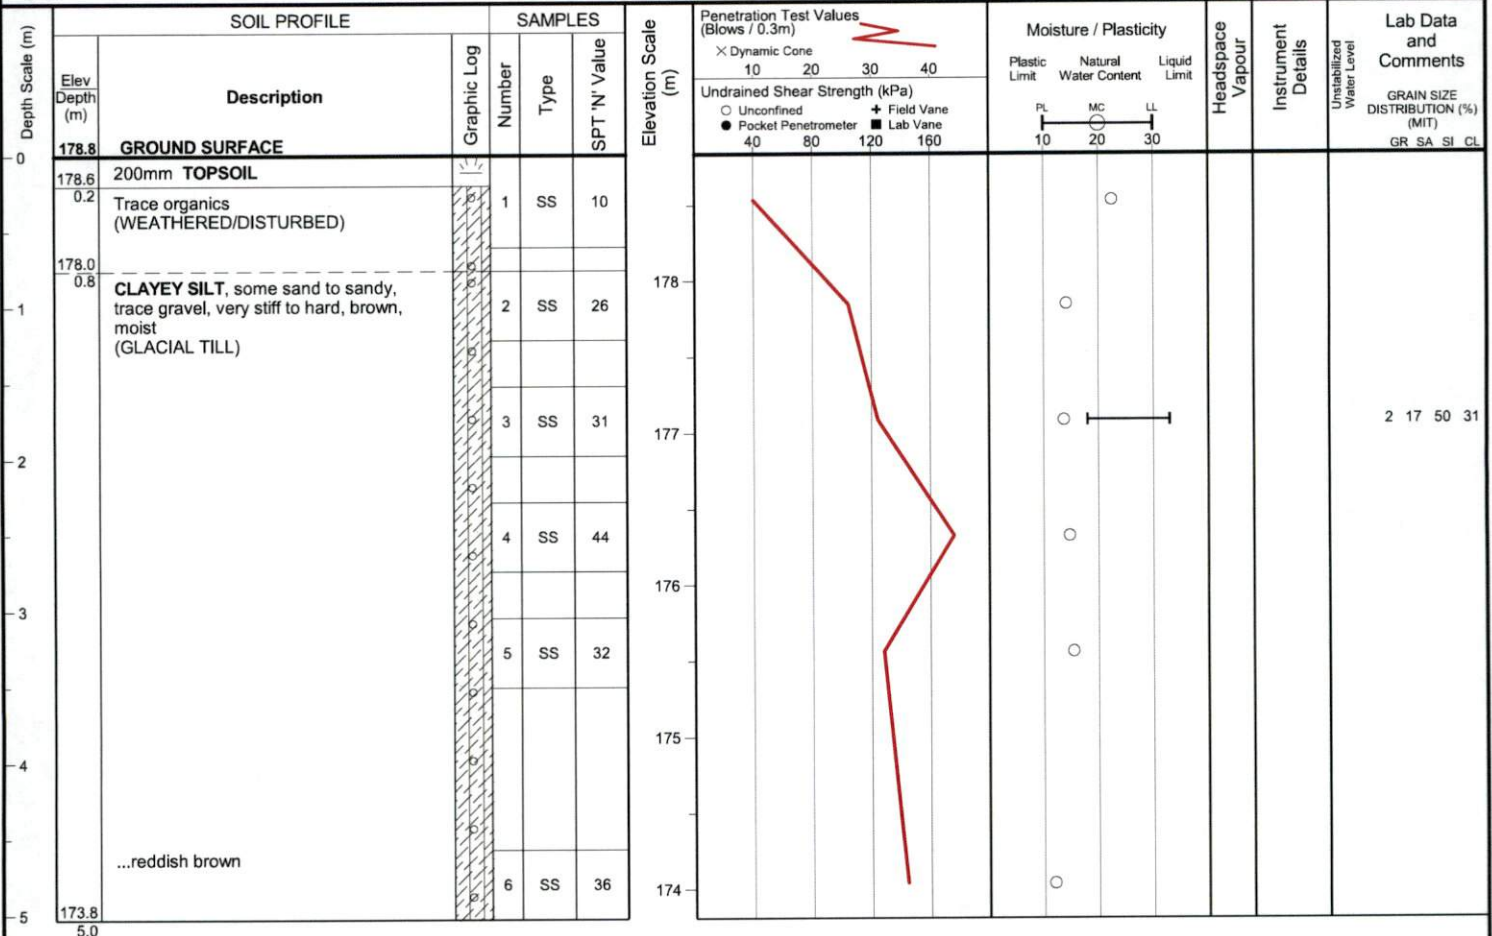 SOIL PROFILE
SAMPLES
Depth Scale (m)
Elev
Depth
(m)
Description
Graphic Log
Number
Type
SPT 'N' Value
Elevation Scale
(m)
Penetration Test Values
(Blows / 0.3m)
× Dynamic Cone
10 20 30 40
Undrained Shear Strength (kPa)
Unconfined + Field Vane
Pocket Penetrometer Lab Vane
40 80 120 160
Moisture / Plasticity
Plastic Limit
Natural Water Content
Liquid Limit
PL MC LL
10 20 30
Headspace
Vapour
Instrument
Details
Unstabilized
Water Level
Lab Data
and
Comments
GRAIN SIZE
DISTRIBUTION (%)
(MIT)
GR SA SI CL
178.8 GROUND SURFACE
0
178.6 200mm TOPSOIL
0.2 Trace organics
(WEATHERED/DISTURBED)
1 SS 10
178.0
0.8 CLAYEY SILT, some sand to sandy,
trace gravel, very stiff to hard, brown,
moist
(GLACIAL TILL)
178
1
2 SS 26
3 SS 31
2 17 50 31
177
2
4 SS 44
176
3
5 SS 32
175
4
...reddish brown
6 SS 36
174
5
173.8
5.0